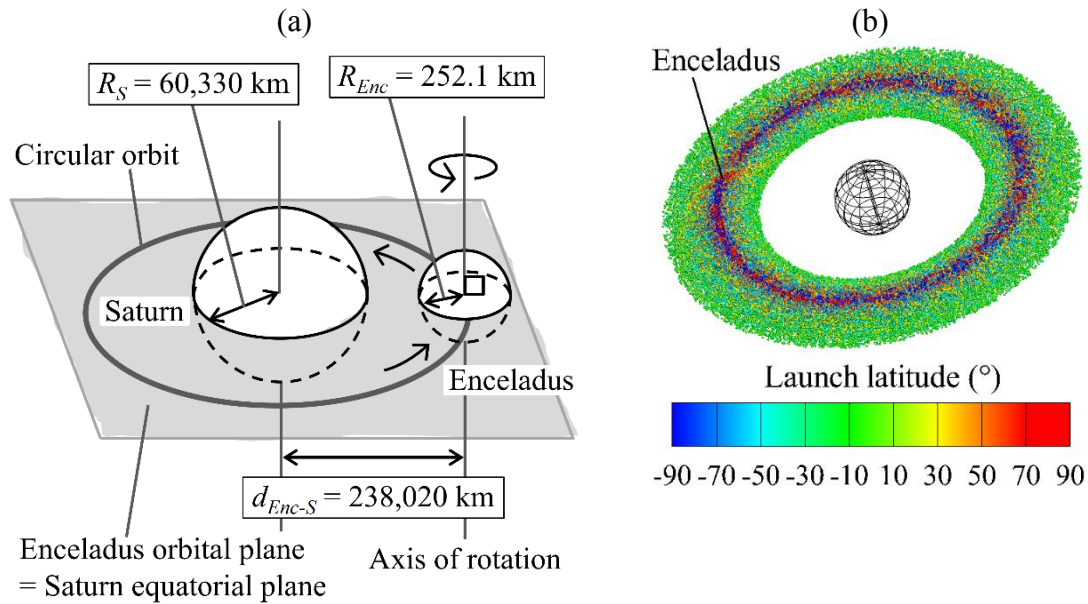 (a)
R_S = 60,330 km
R_Enc = 252.1 km
Circular orbit
Saturn
Enceladus
d_Enc-S = 238,020 km
Enceladus orbital plane
= Saturn equatorial plane
Axis of rotation
(b)
Enceladus
Launch latitude (°)
-90 -70 -50 -30 -10 10 30 50 70 90